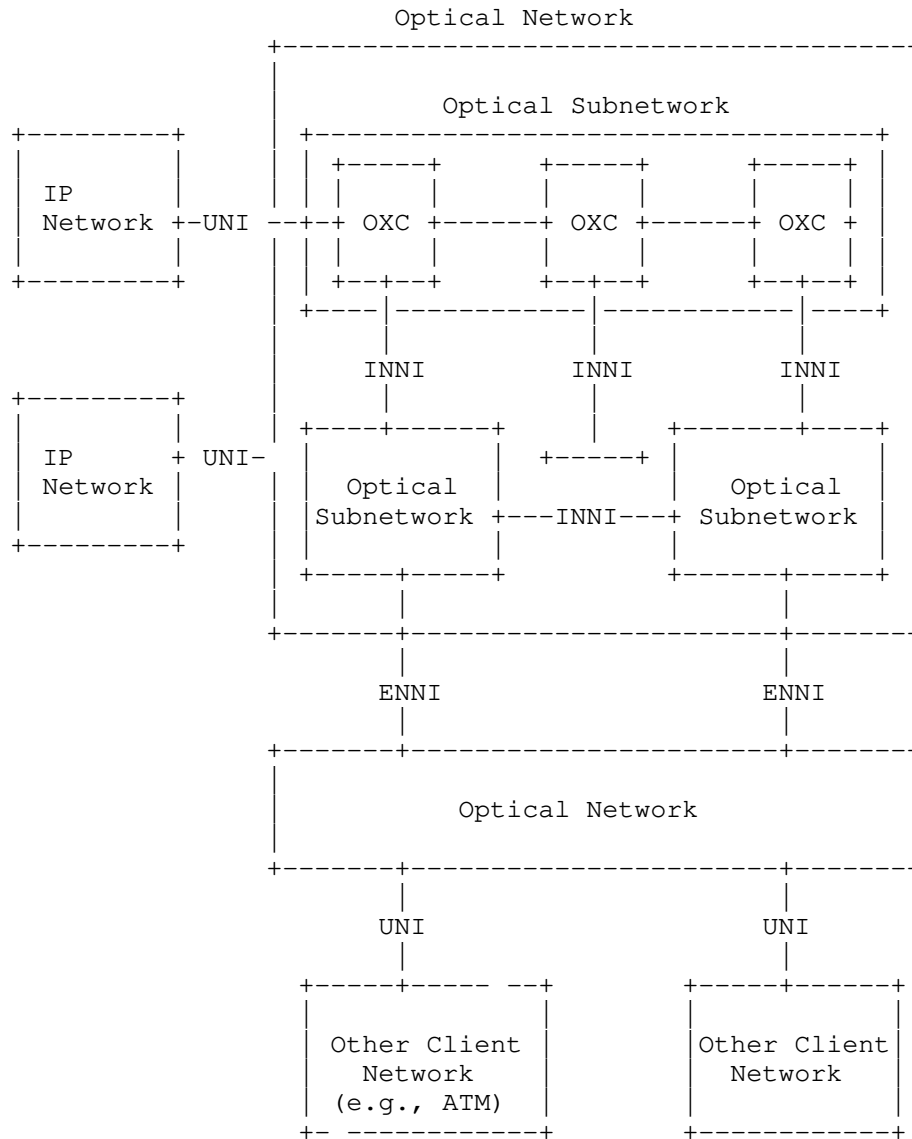 Optical Network
Optical Subnetwork
IP
Network
UNI
OXC
OXC
OXC
INNI
INNI
INNI
IP
Network
UNI
Optical
Subnetwork
INNI
Optical
Subnetwork
ENNI
ENNI
Optical Network
UNI
UNI
Other Client
Network
(e.g., ATM)
Other Client
Network